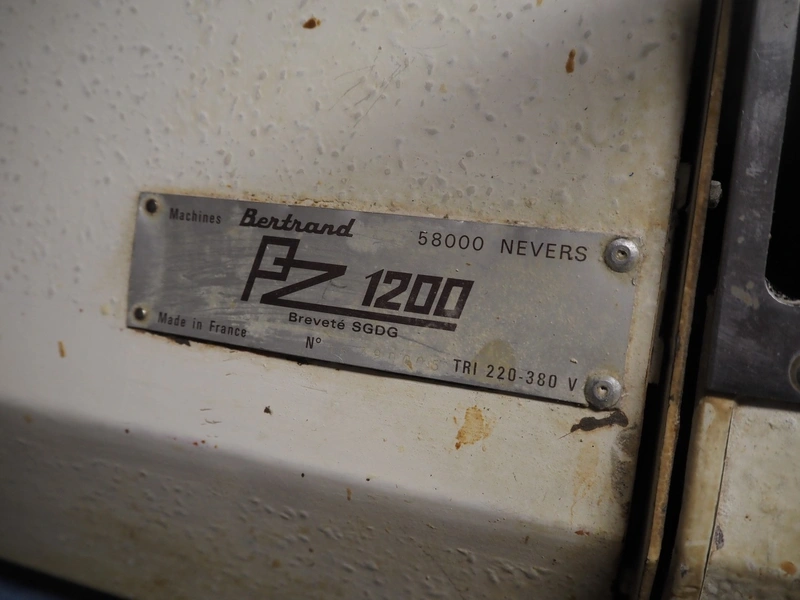 Machines Bertrand 58000 NEVERS
PZ 1200
Breveté SGDG
Made in France N° TRI 220-380 V